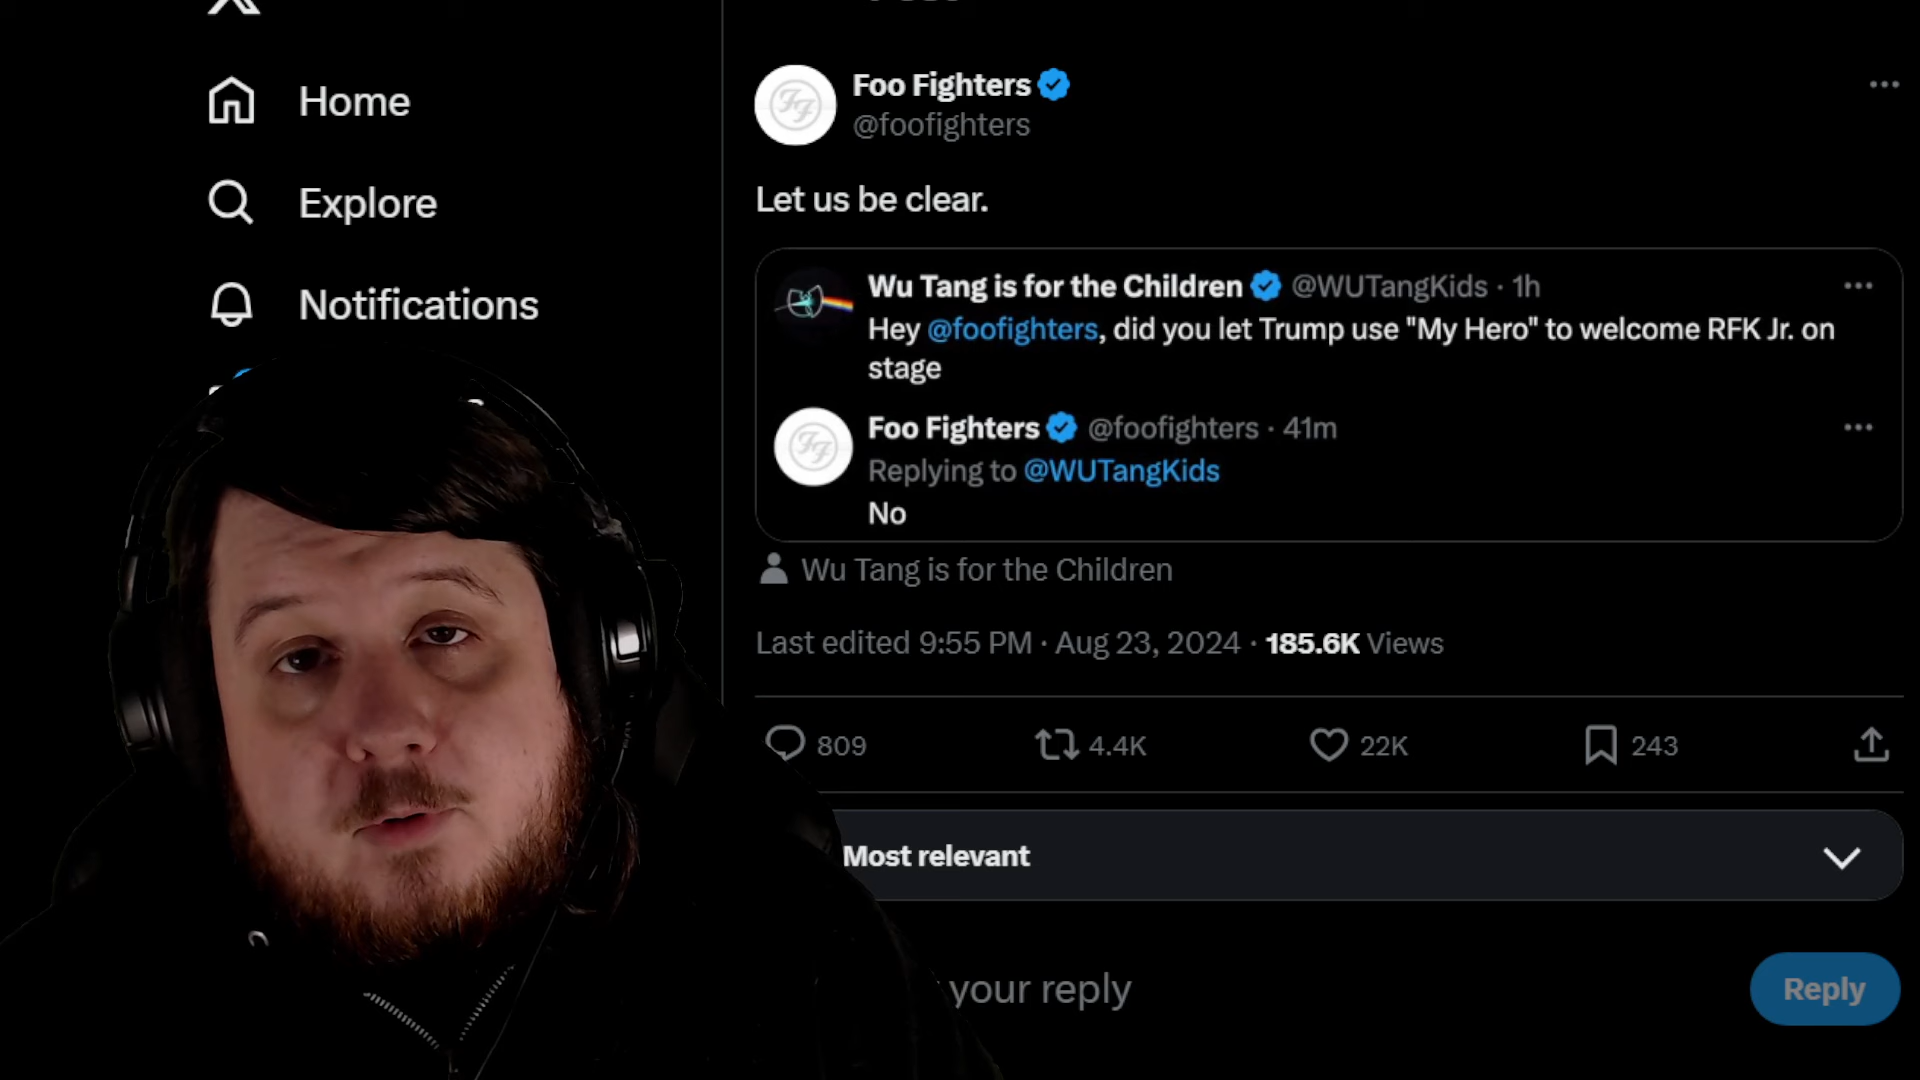 Home
Explore
Notifications
Foo Fighters
@foofighters
Let us be clear.
Wu Tang is for the Children @WUTangKids · 1h
Hey @foofighters, did you let Trump use "My Hero" to welcome RFK Jr. on
stage
Foo Fighters @foofighters · 41m
Replying to @WUTangKids
No
Wu Tang is for the Children
Last edited 9:55 PM · Aug 23, 2024 · 185.6K Views
809 4.4K 22K 243
Most relevant
your reply
Reply